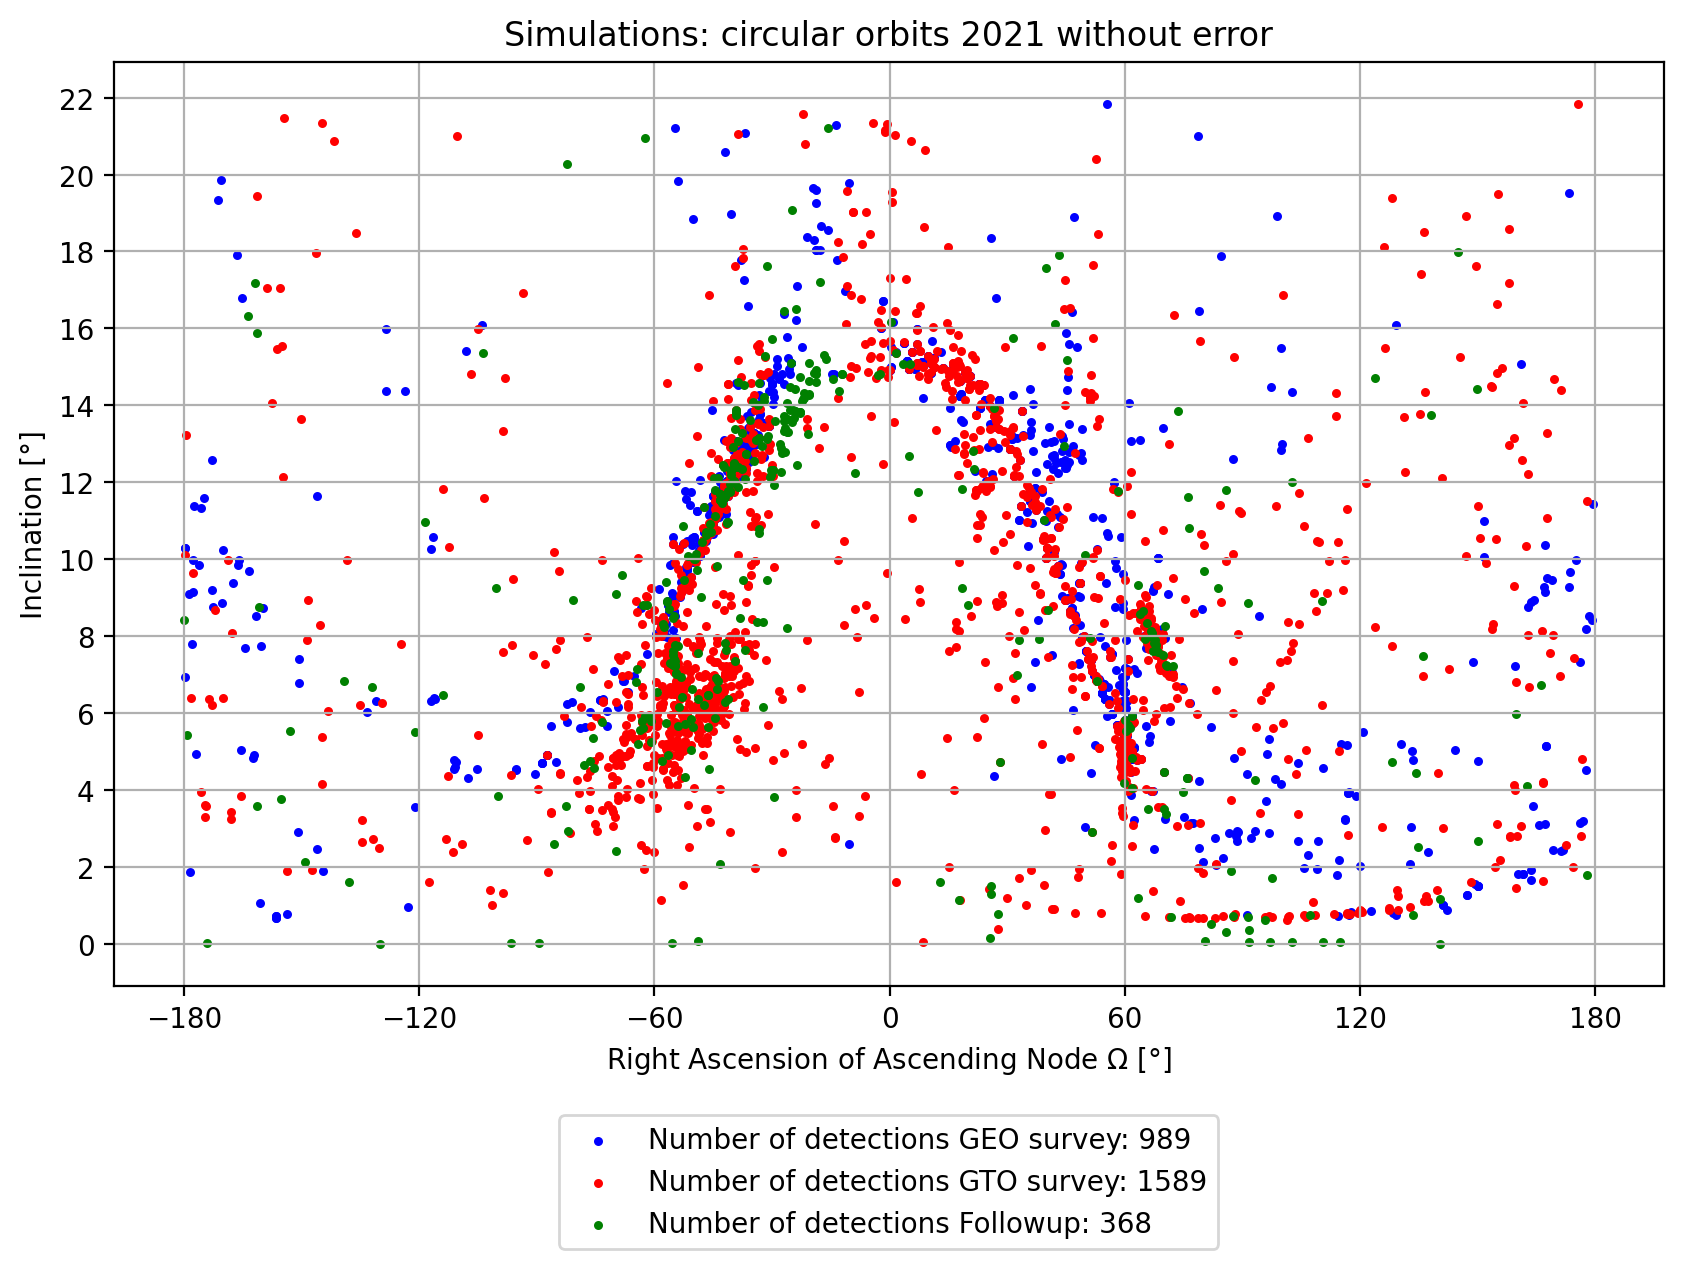 Simulations: circular orbits 2021 without error
22
20
18
16
14
12
10
8
6
4
2
0
Inclination [°]
−180 −120 −60 0 60 120 180
Right Ascension of Ascending Node Ω [°]
Number of detections GEO survey: 989
Number of detections GTO survey: 1589
Number of detections Followup: 368